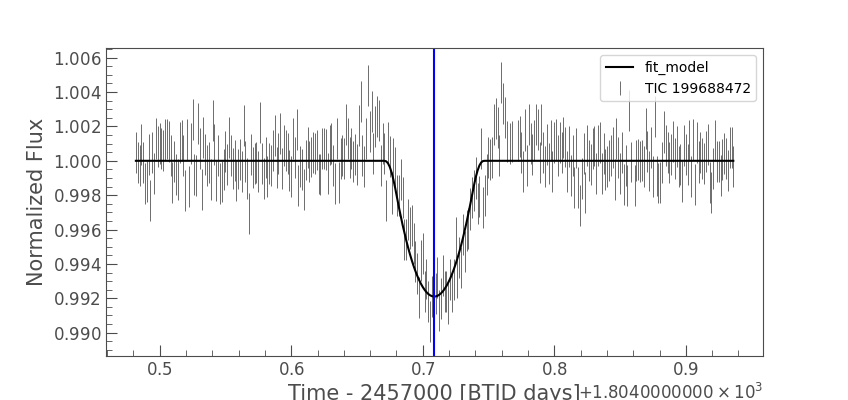 1.006
1.004
1.002
1.000
0.998
0.996
0.994
0.992
0.990
Normalized Flux
fit_model
TIC 199688472
0.5 0.6 0.7 0.8 0.9
Time - 2457000 [BTJD days]
+1.8040000000 × 10³